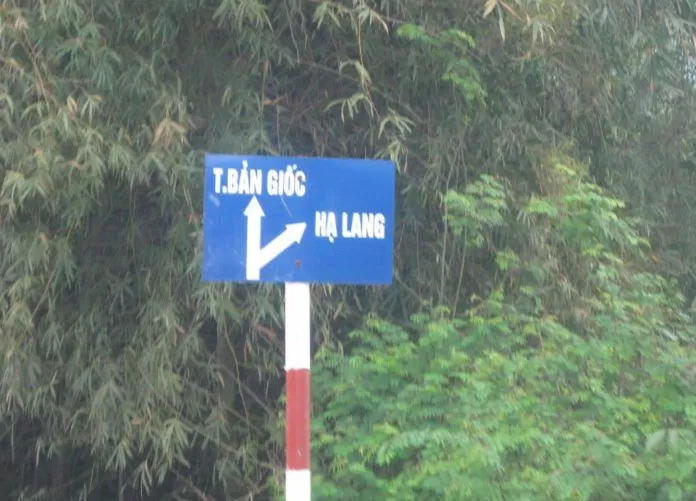 T.BẢN GIỐC
HẠ LANG